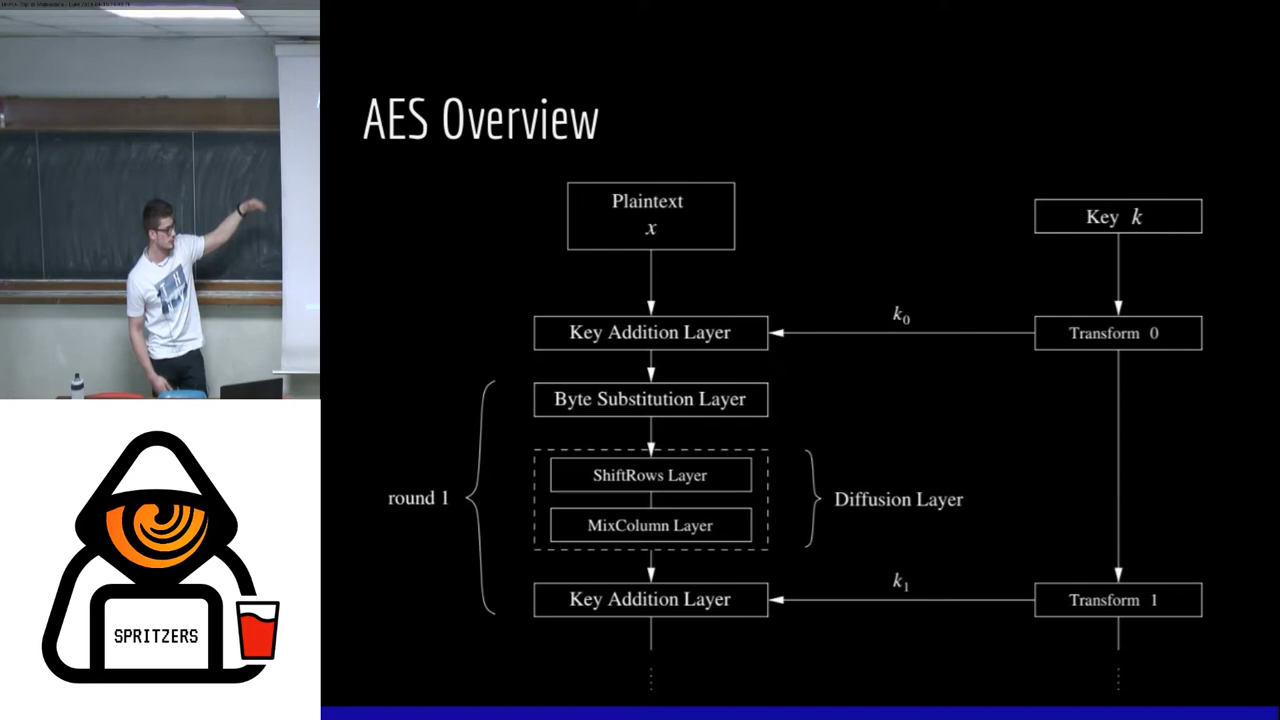 AES Overview
Plaintext
x
Key k
Key Addition Layer
k0
Transform 0
Byte Substitution Layer
ShiftRows Layer
round 1
Diffusion Layer
MixColumn Layer
Key Addition Layer
k1
Transform 1
SPRITZERS